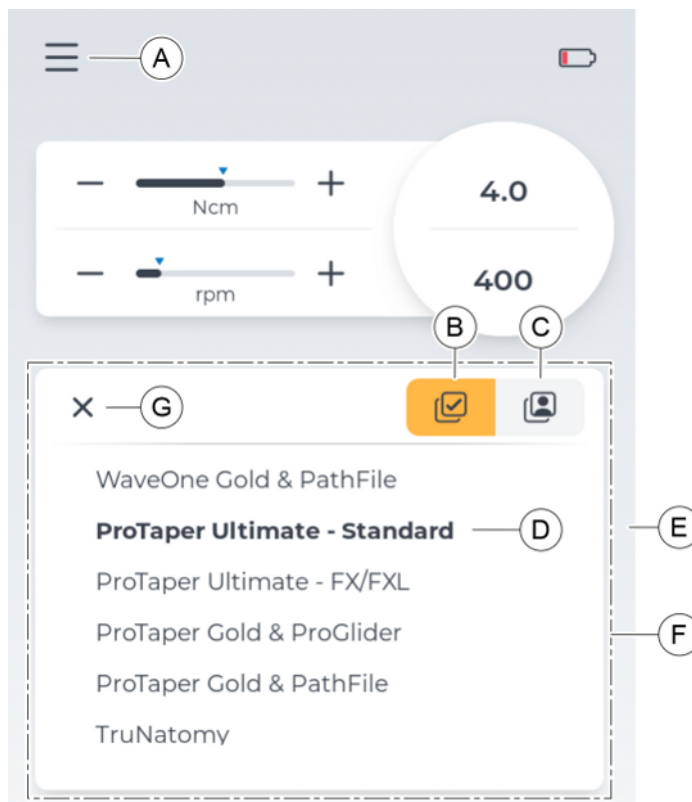 A
Ncm
4.0
rpm
400
B
C
G
WaveOne Gold & PathFile
ProTaper Ultimate - Standard
D
E
ProTaper Ultimate - FX/FXL
ProTaper Gold & ProGlider
F
ProTaper Gold & PathFile
TruNatomy